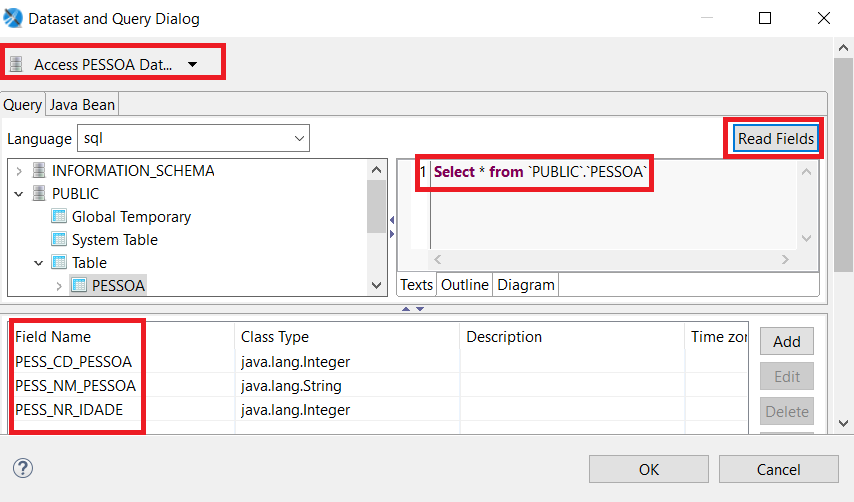 Dataset and Query Dialog
Access PESSOA Dat...
Query Java Bean
Language sql
Read Fields
INFORMATION_SCHEMA
PUBLIC
Global Temporary
System Table
Table
PESSOA
1 Select * from `PUBLIC`.`PESSOA`
Texts Outline Diagram
Field Name Class Type Description Time zor
PESS_CD_PESSOA java.lang.Integer
PESS_NM_PESSOA java.lang.String
PESS_NR_IDADE java.lang.Integer
Add
Edit
Delete
?
OK Cancel